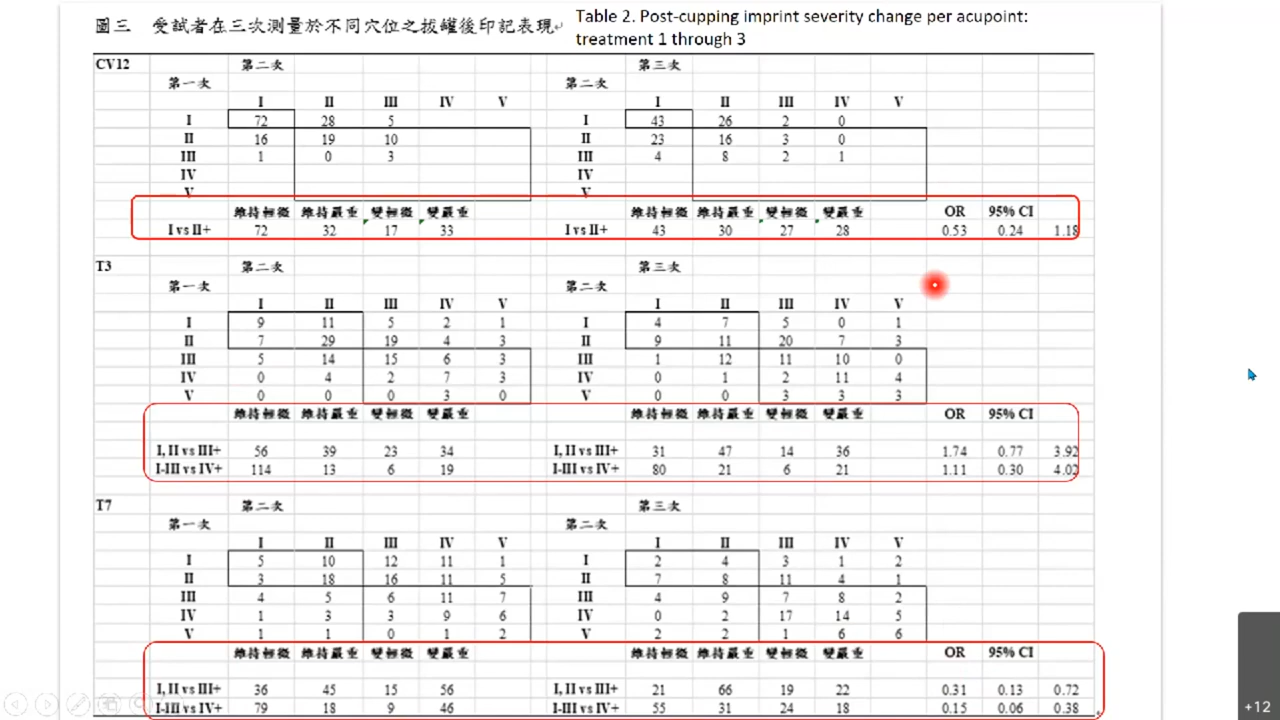 圖三 受試者在三次測量於不同穴位之拔罐後印記表現
Table 2. Post-cupping imprint severity change per acupoint:
treatment 1 through 3
CV12 第二次 第三次
第一次 第二次
I II III IV V I II III IV V
I 72 28 5 I 43 26 2 0
II 16 19 10 II 23 16 3 0
III 1 0 3 III 4 8 2 1
IV IV
V V
維持輕微 維持嚴重 變輕微 變嚴重 維持輕微 維持嚴重 變輕微 變嚴重 OR 95% CI
I vs II+ 72 32 17 33 I vs II+ 43 30 27 28 0.53 0.24 1.18
T3 第二次 第三次
第一次 第二次
I II III IV V I II III IV V
I 9 11 5 2 1 I 4 7 5 0 1
II 7 29 19 4 3 II 9 11 20 7 3
III 5 14 15 6 3 III 1 12 11 10 0
IV 0 4 2 7 3 IV 0 1 2 11 4
V 0 0 0 3 0 V 0 0 3 3 3
維持輕微 維持嚴重 變輕微 變嚴重 維持輕微 維持嚴重 變輕微 變嚴重 OR 95% CI
I, II vs III+ 56 39 23 34 I, II vs III+ 31 47 14 36 1.74 0.77 3.92
I-III vs IV+ 114 13 6 19 I-III vs IV+ 80 21 6 21 1.11 0.30 4.02
T7 第二次 第三次
第一次 第二次
I II III IV V I II III IV V
I 5 10 12 11 1 I 2 4 3 1 2
II 3 18 16 11 5 II 7 8 11 4 1
III 4 5 6 11 7 III 4 9 7 8 2
IV 1 3 3 9 6 IV 0 2 17 14 5
V 1 1 0 1 2 V 2 2 1 6 6
維持輕微 維持嚴重 變輕微 變嚴重 維持輕微 維持嚴重 變輕微 變嚴重 OR 95% CI
I, II vs III+ 36 45 15 56 I, II vs III+ 21 66 19 22 0.31 0.13 0.72
I-III vs IV+ 79 18 9 46 I-III vs IV+ 55 31 24 18 0.15 0.06 0.38
+12